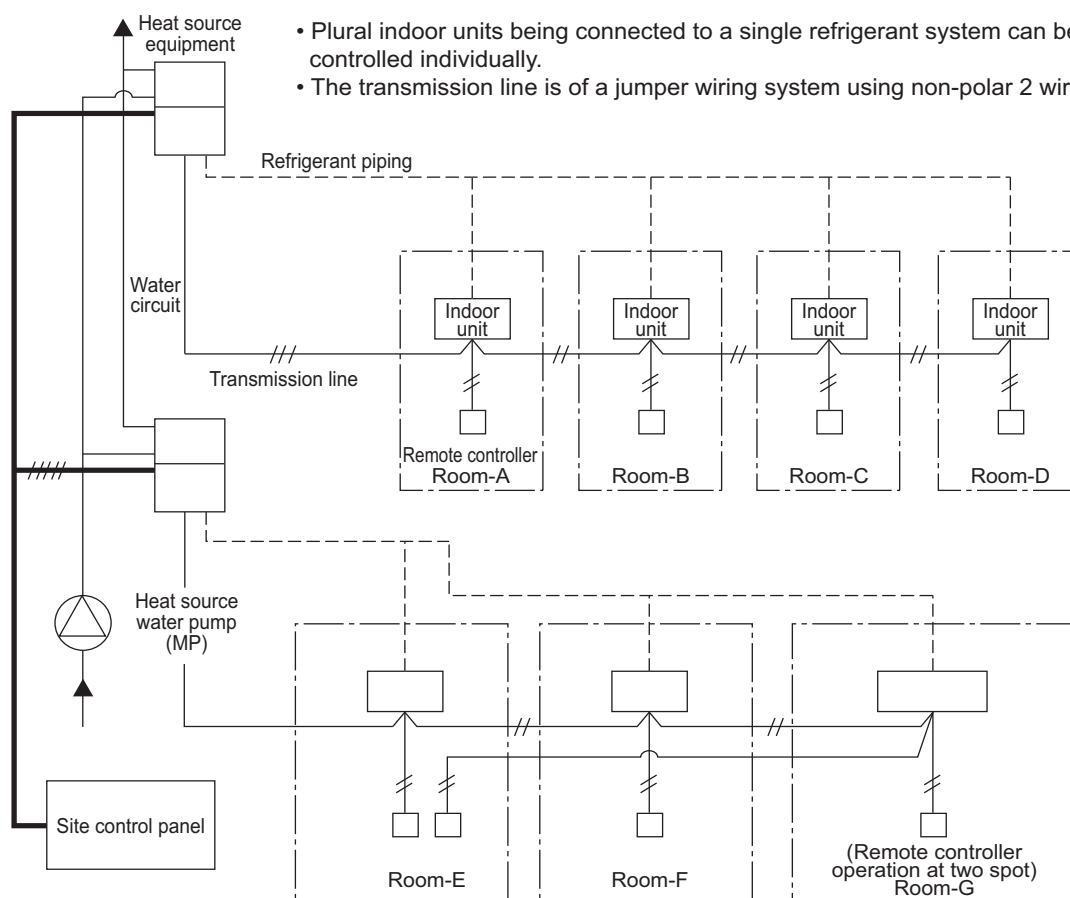 Heat source
equipment
• Plural indoor units being connected to a single refrigerant system can be
controlled individually.
• The transmission line is of a jumper wiring system using non-polar 2 wir
Refrigerant piping
Water
circuit
Indoor
unit
Indoor
unit
Indoor
unit
Indoor
unit
Transmission line
Remote controller
Room-A
Room-B
Room-C
Room-D
Heat source
water pump
(MP)
Site control panel
Room-E
Room-F
(Remote controller
operation at two spot)
Room-G